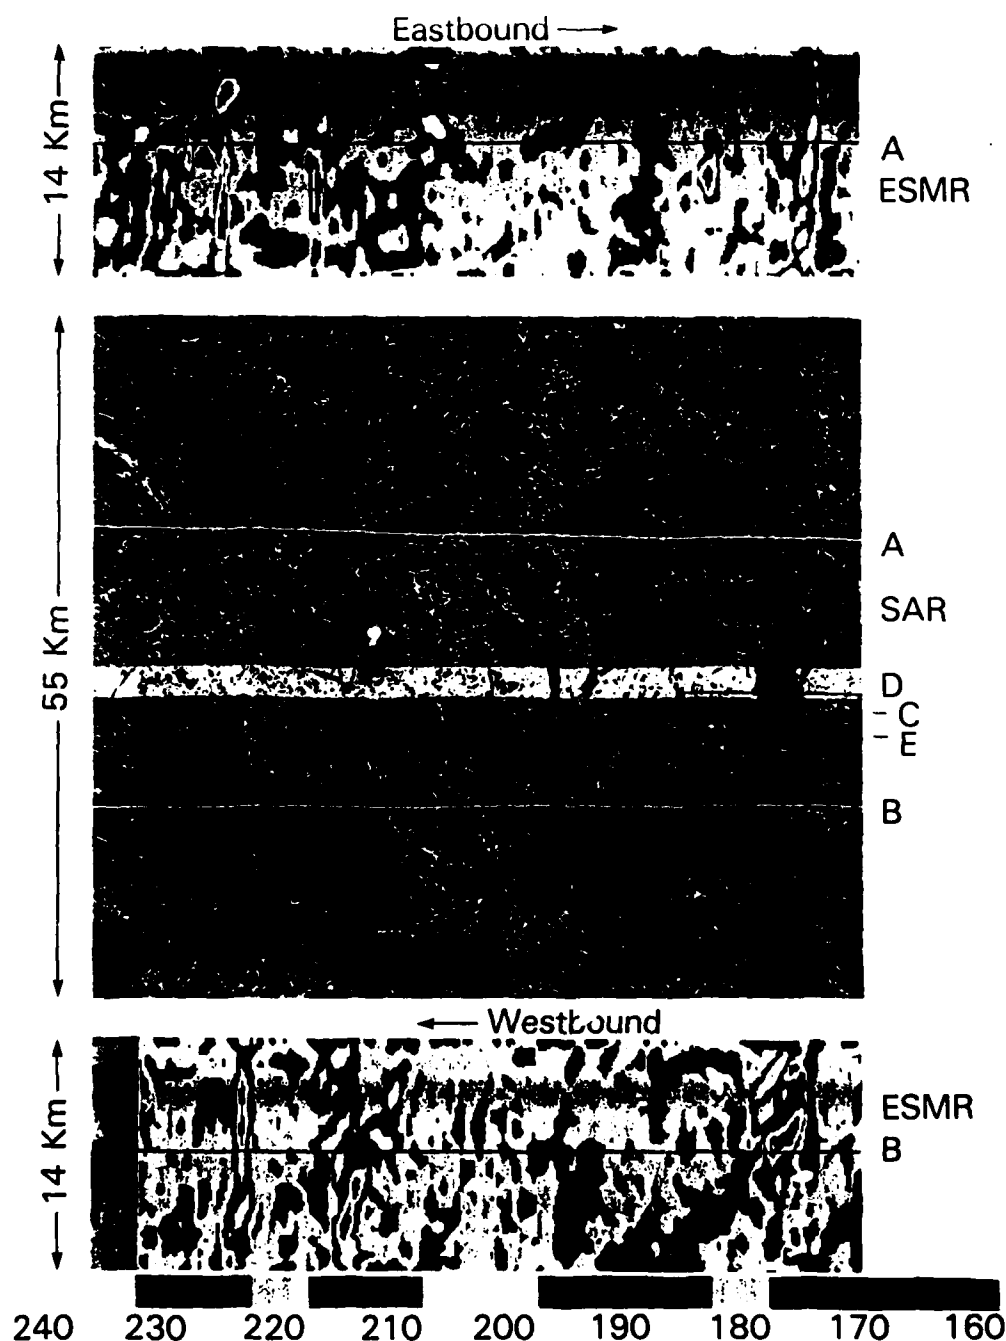 Eastbound →
14 Km
A
ESMR
55 Km
A
SAR
D
– C
– E
B
← Westbound
14 Km
ESMR
B
240 230 220 210 200 190 180 170 160